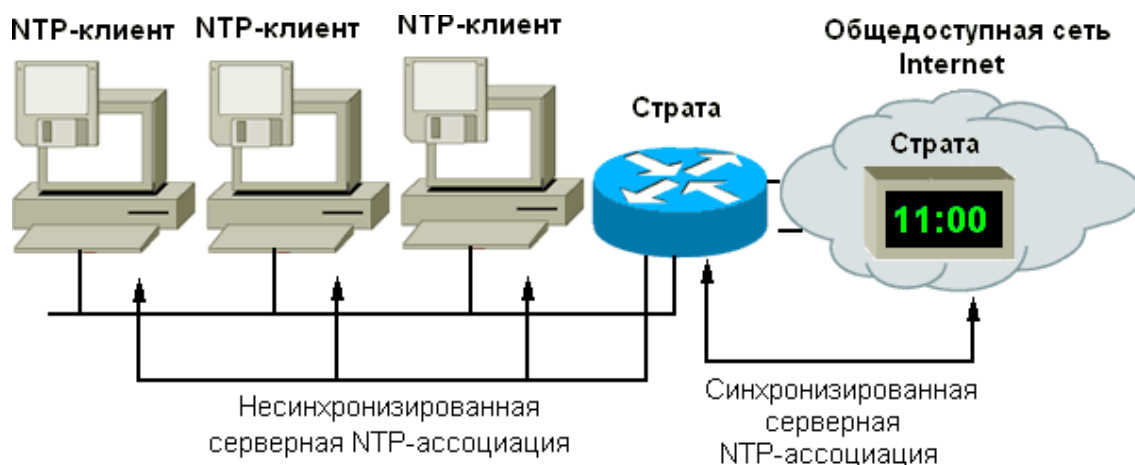 NTP-клиент
NTP-клиент
NTP-клиент
Общедоступная сеть
Internet
Страта
Страта
11:00
Несинхронизированная
серверная NTP-ассоциация
Синхронизированная
серверная
NTP-ассоциация